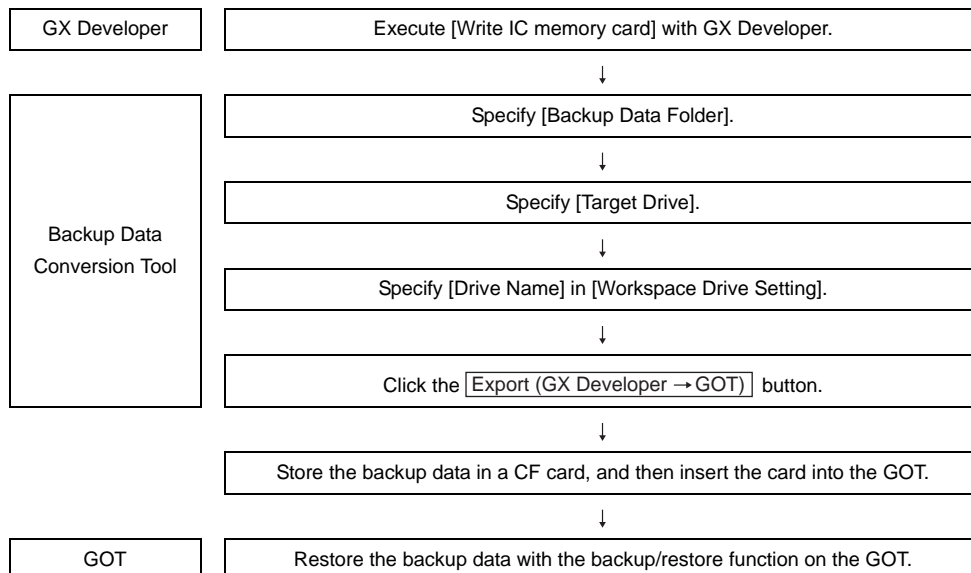 GX Developer
Execute [Write IC memory card] with GX Developer.
↓
Specify [Backup Data Folder].
↓
Specify [Target Drive].
↓
Backup Data
Conversion Tool
Specify [Drive Name] in [Workspace Drive Setting].
↓
Click the Export (GX Developer → GOT) button.
↓
Store the backup data in a CF card, and then insert the card into the GOT.
↓
GOT
Restore the backup data with the backup/restore function on the GOT.